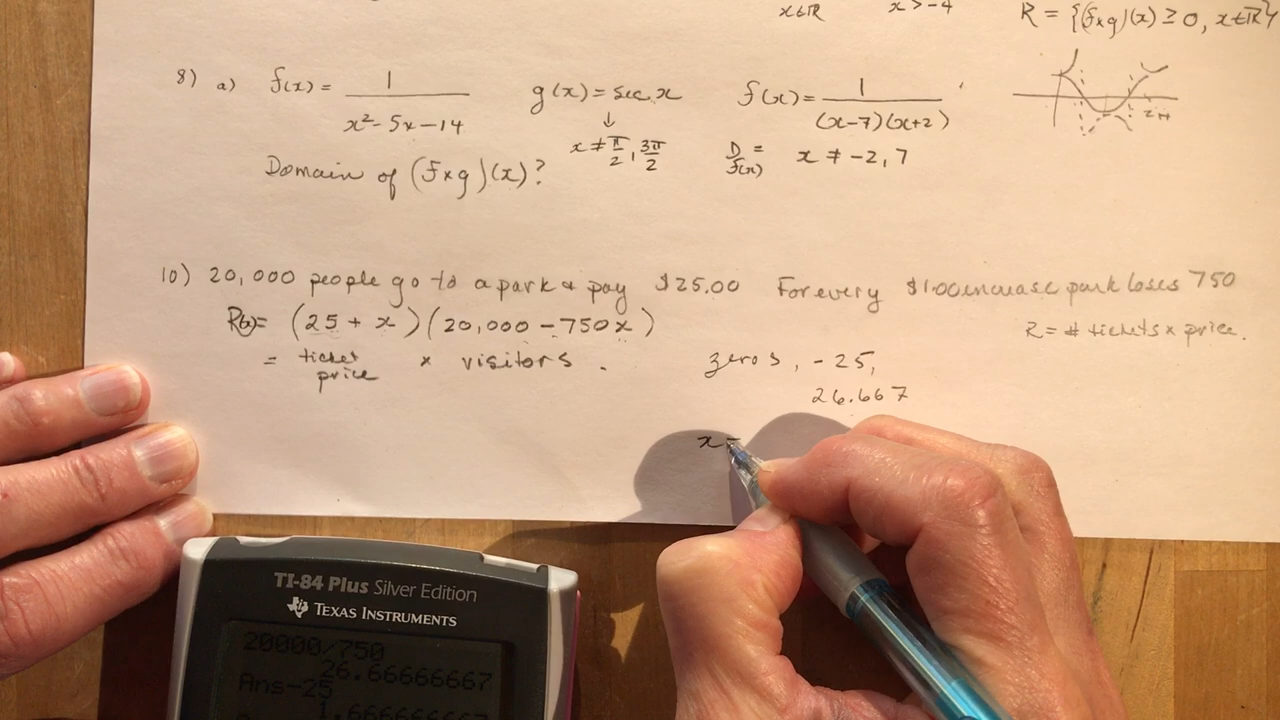 x∈ℝ x > -4 R = {(f×g)(x) ≥ 0, x∈ℝ}
8) a) f(x) = 1 / (x² - 5x - 14) g(x) = sec x f(x) = 1 / ((x-7)(x+2))
↓
x ≠ π/2, 3π/2 D f(x) = x ≠ -2, 7
2π
Domain of (f×g)(x)?
10) 20,000 people go to a park & pay $25.00 For every $1.00 increase park loses 750
R(x) = (25 + x)(20,000 - 750x) R = # tickets × price.
= ticket price × visitors. zeros, -25,
26.667
x =
TI-84 Plus Silver Edition
TEXAS INSTRUMENTS
20000/750
26.66666667
Ans-25
1.666666667